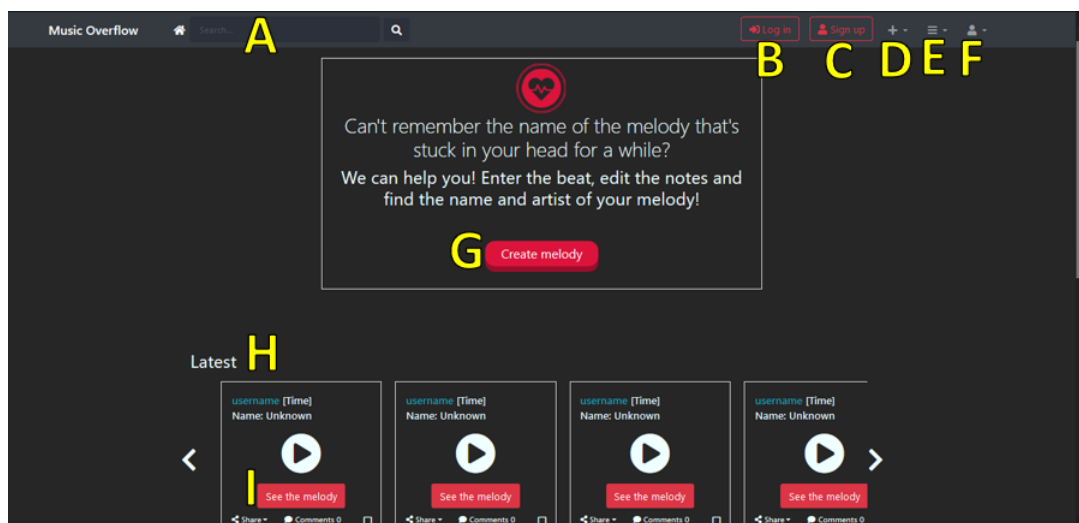 Music Overflow
Search...
A
Log in
Sign up
B
C
D
E
F
Can't remember the name of the melody that's
stuck in your head for a while?
We can help you! Enter the beat, edit the notes and
find the name and artist of your melody!
G
Create melody
Latest
H
username [Time]
Name: Unknown
username [Time]
Name: Unknown
username [Time]
Name: Unknown
username [Time]
Name: Unknown
I
See the melody
See the melody
See the melody
See the melody
Share
Comments 0
Share
Comments 0
Share
Comments 0
Share
Comments 0